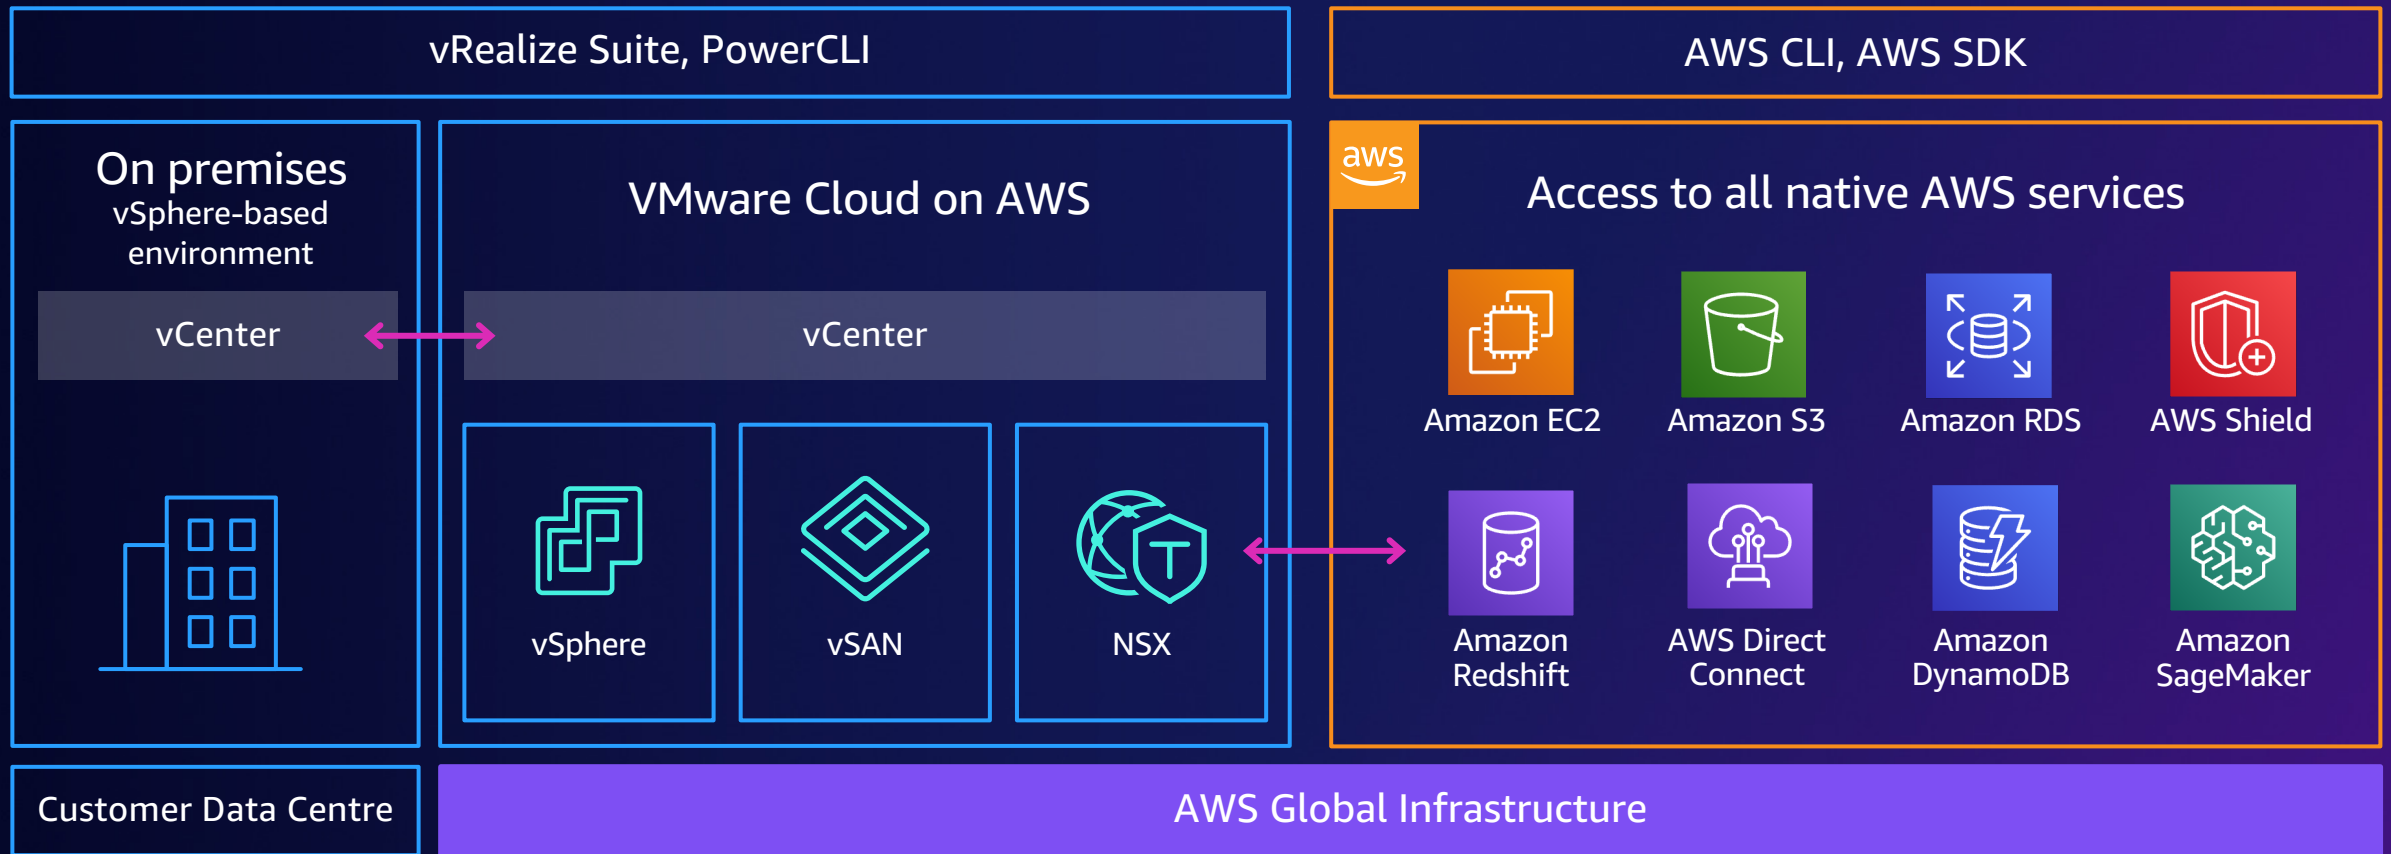 vRealize Suite, PowerCLI
AWS CLI, AWS SDK
On premises
vSphere-based
environment
vCenter
VMware Cloud on AWS
vCenter
vSphere
vSAN
T
NSX
aws
Access to all native AWS services
Amazon EC2
Amazon S3
Amazon RDS
AWS Shield
Amazon
Redshift
AWS Direct
Connect
Amazon
DynamoDB
Amazon
SageMaker
Customer Data Centre
AWS Global Infrastructure